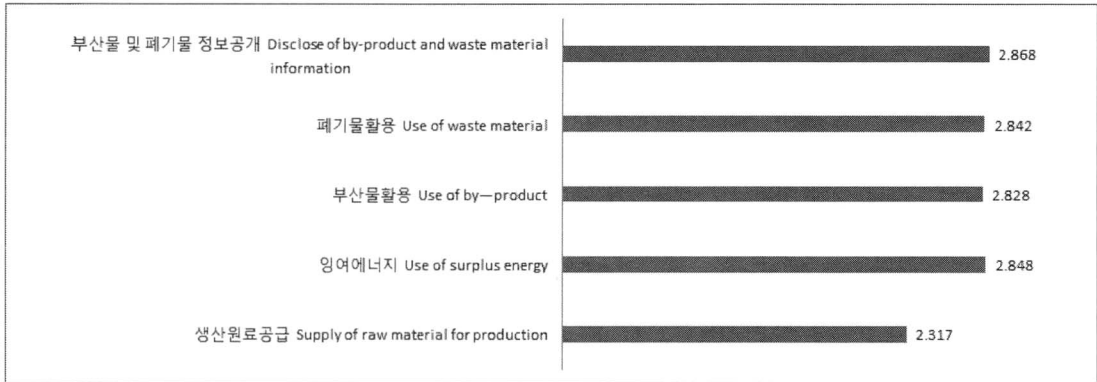 부산물 및 폐기물 정보공개 Disclose of by-product and waste material
information
2.868
폐기물활용 Use of waste material
2.842
부산물활용 Use of by—product
2.828
잉여에너지 Use of surplus energy
2.848
생산원료공급 Supply of raw material for production
2.317